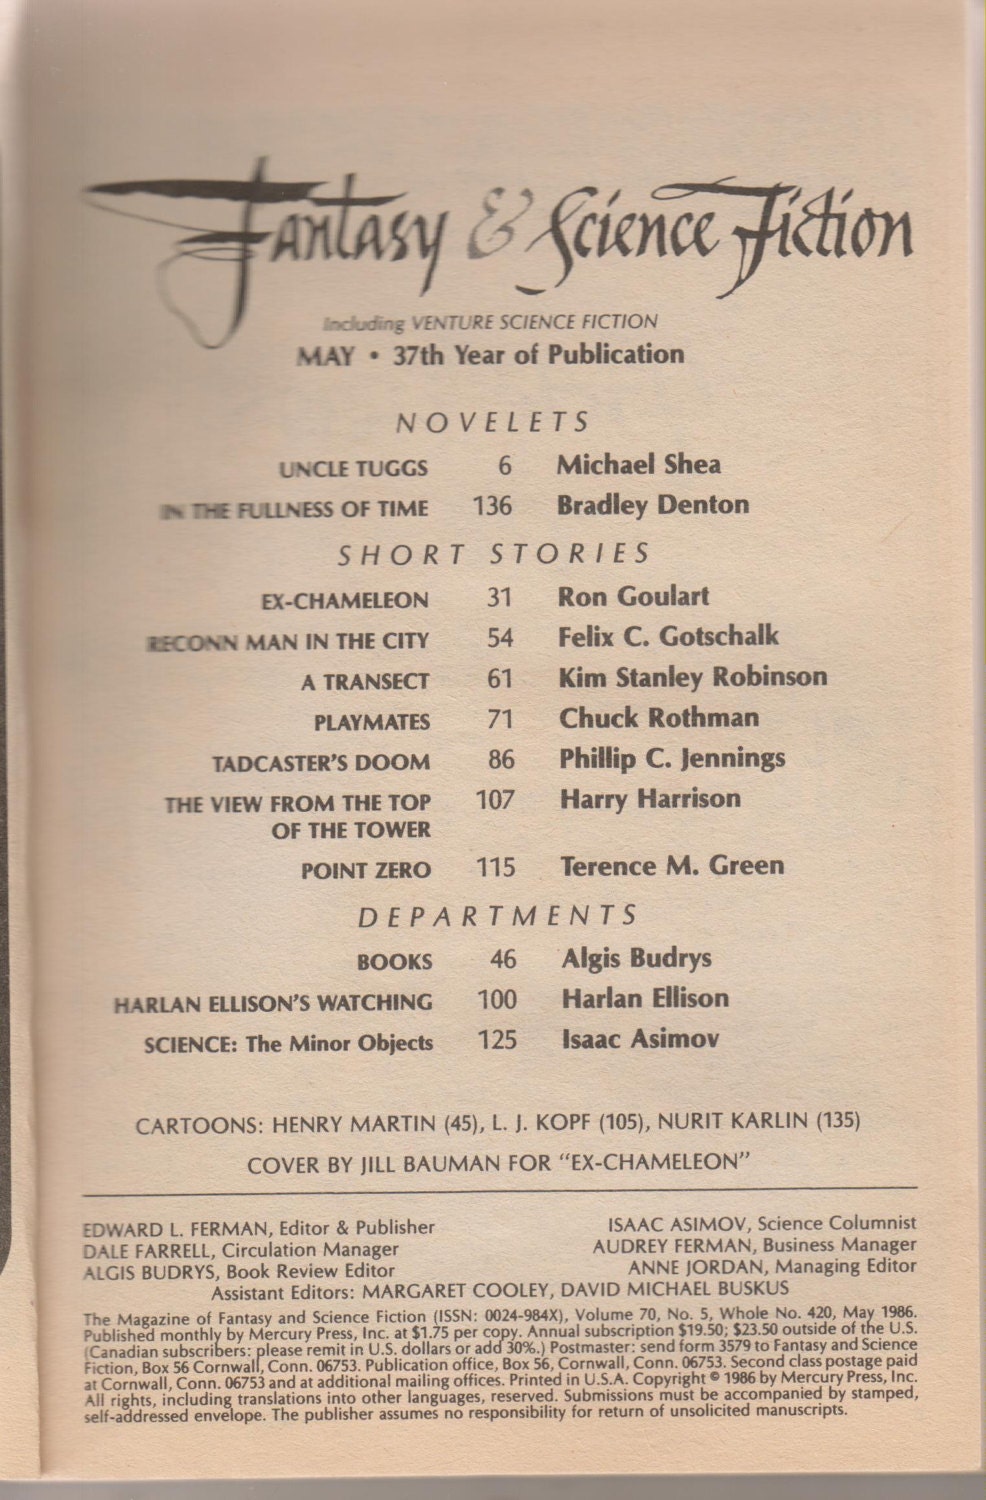 Fantasy & Science Fiction
Including VENTURE SCIENCE FICTION
MAY • 37th Year of Publication
NOVELETS
UNCLE TUGGS 6 Michael Shea
IN THE FULLNESS OF TIME 136 Bradley Denton
SHORT STORIES
EX-CHAMELEON 31 Ron Goulart
RECONN MAN IN THE CITY 54 Felix C. Gotschalk
A TRANSECT 61 Kim Stanley Robinson
PLAYMATES 71 Chuck Rothman
TADCASTER'S DOOM 86 Phillip C. Jennings
THE VIEW FROM THE TOP 107 Harry Harrison
OF THE TOWER
POINT ZERO 115 Terence M. Green
DEPARTMENTS
BOOKS 46 Algis Budrys
HARLAN ELLISON'S WATCHING 100 Harlan Ellison
SCIENCE: The Minor Objects 125 Isaac Asimov
CARTOONS: HENRY MARTIN (45), L. J. KOPF (105), NURIT KARLIN (135)
COVER BY JILL BAUMAN FOR "EX-CHAMELEON"
EDWARD L. FERMAN, Editor & Publisher ISAAC ASIMOV, Science Columnist
DALE FARRELL, Circulation Manager AUDREY FERMAN, Business Manager
ALGIS BUDRYS, Book Review Editor ANNE JORDAN, Managing Editor
Assistant Editors: MARGARET COOLEY, DAVID MICHAEL BUSKUS
The Magazine of Fantasy and Science Fiction (ISSN: 0024-984X), Volume 70, No. 5, Whole No. 420, May 1986.
Published monthly by Mercury Press, Inc. at $1.75 per copy. Annual subscription $19.50; $23.50 outside of the U.S.
(Canadian subscribers: please remit in U.S. dollars or add 30%.) Postmaster: send form 3579 to Fantasy and Science
Fiction, Box 56 Cornwall, Conn. 06753. Publication office, Box 56, Cornwall, Conn. 06753. Second class postage paid
at Cornwall, Conn. 06753 and at additional mailing offices. Printed in U.S.A. Copyright © 1986 by Mercury Press, Inc.
All rights, including translations into other languages, reserved. Submissions must be accompanied by stamped,
self-addressed envelope. The publisher assumes no responsibility for return of unsolicited manuscripts.